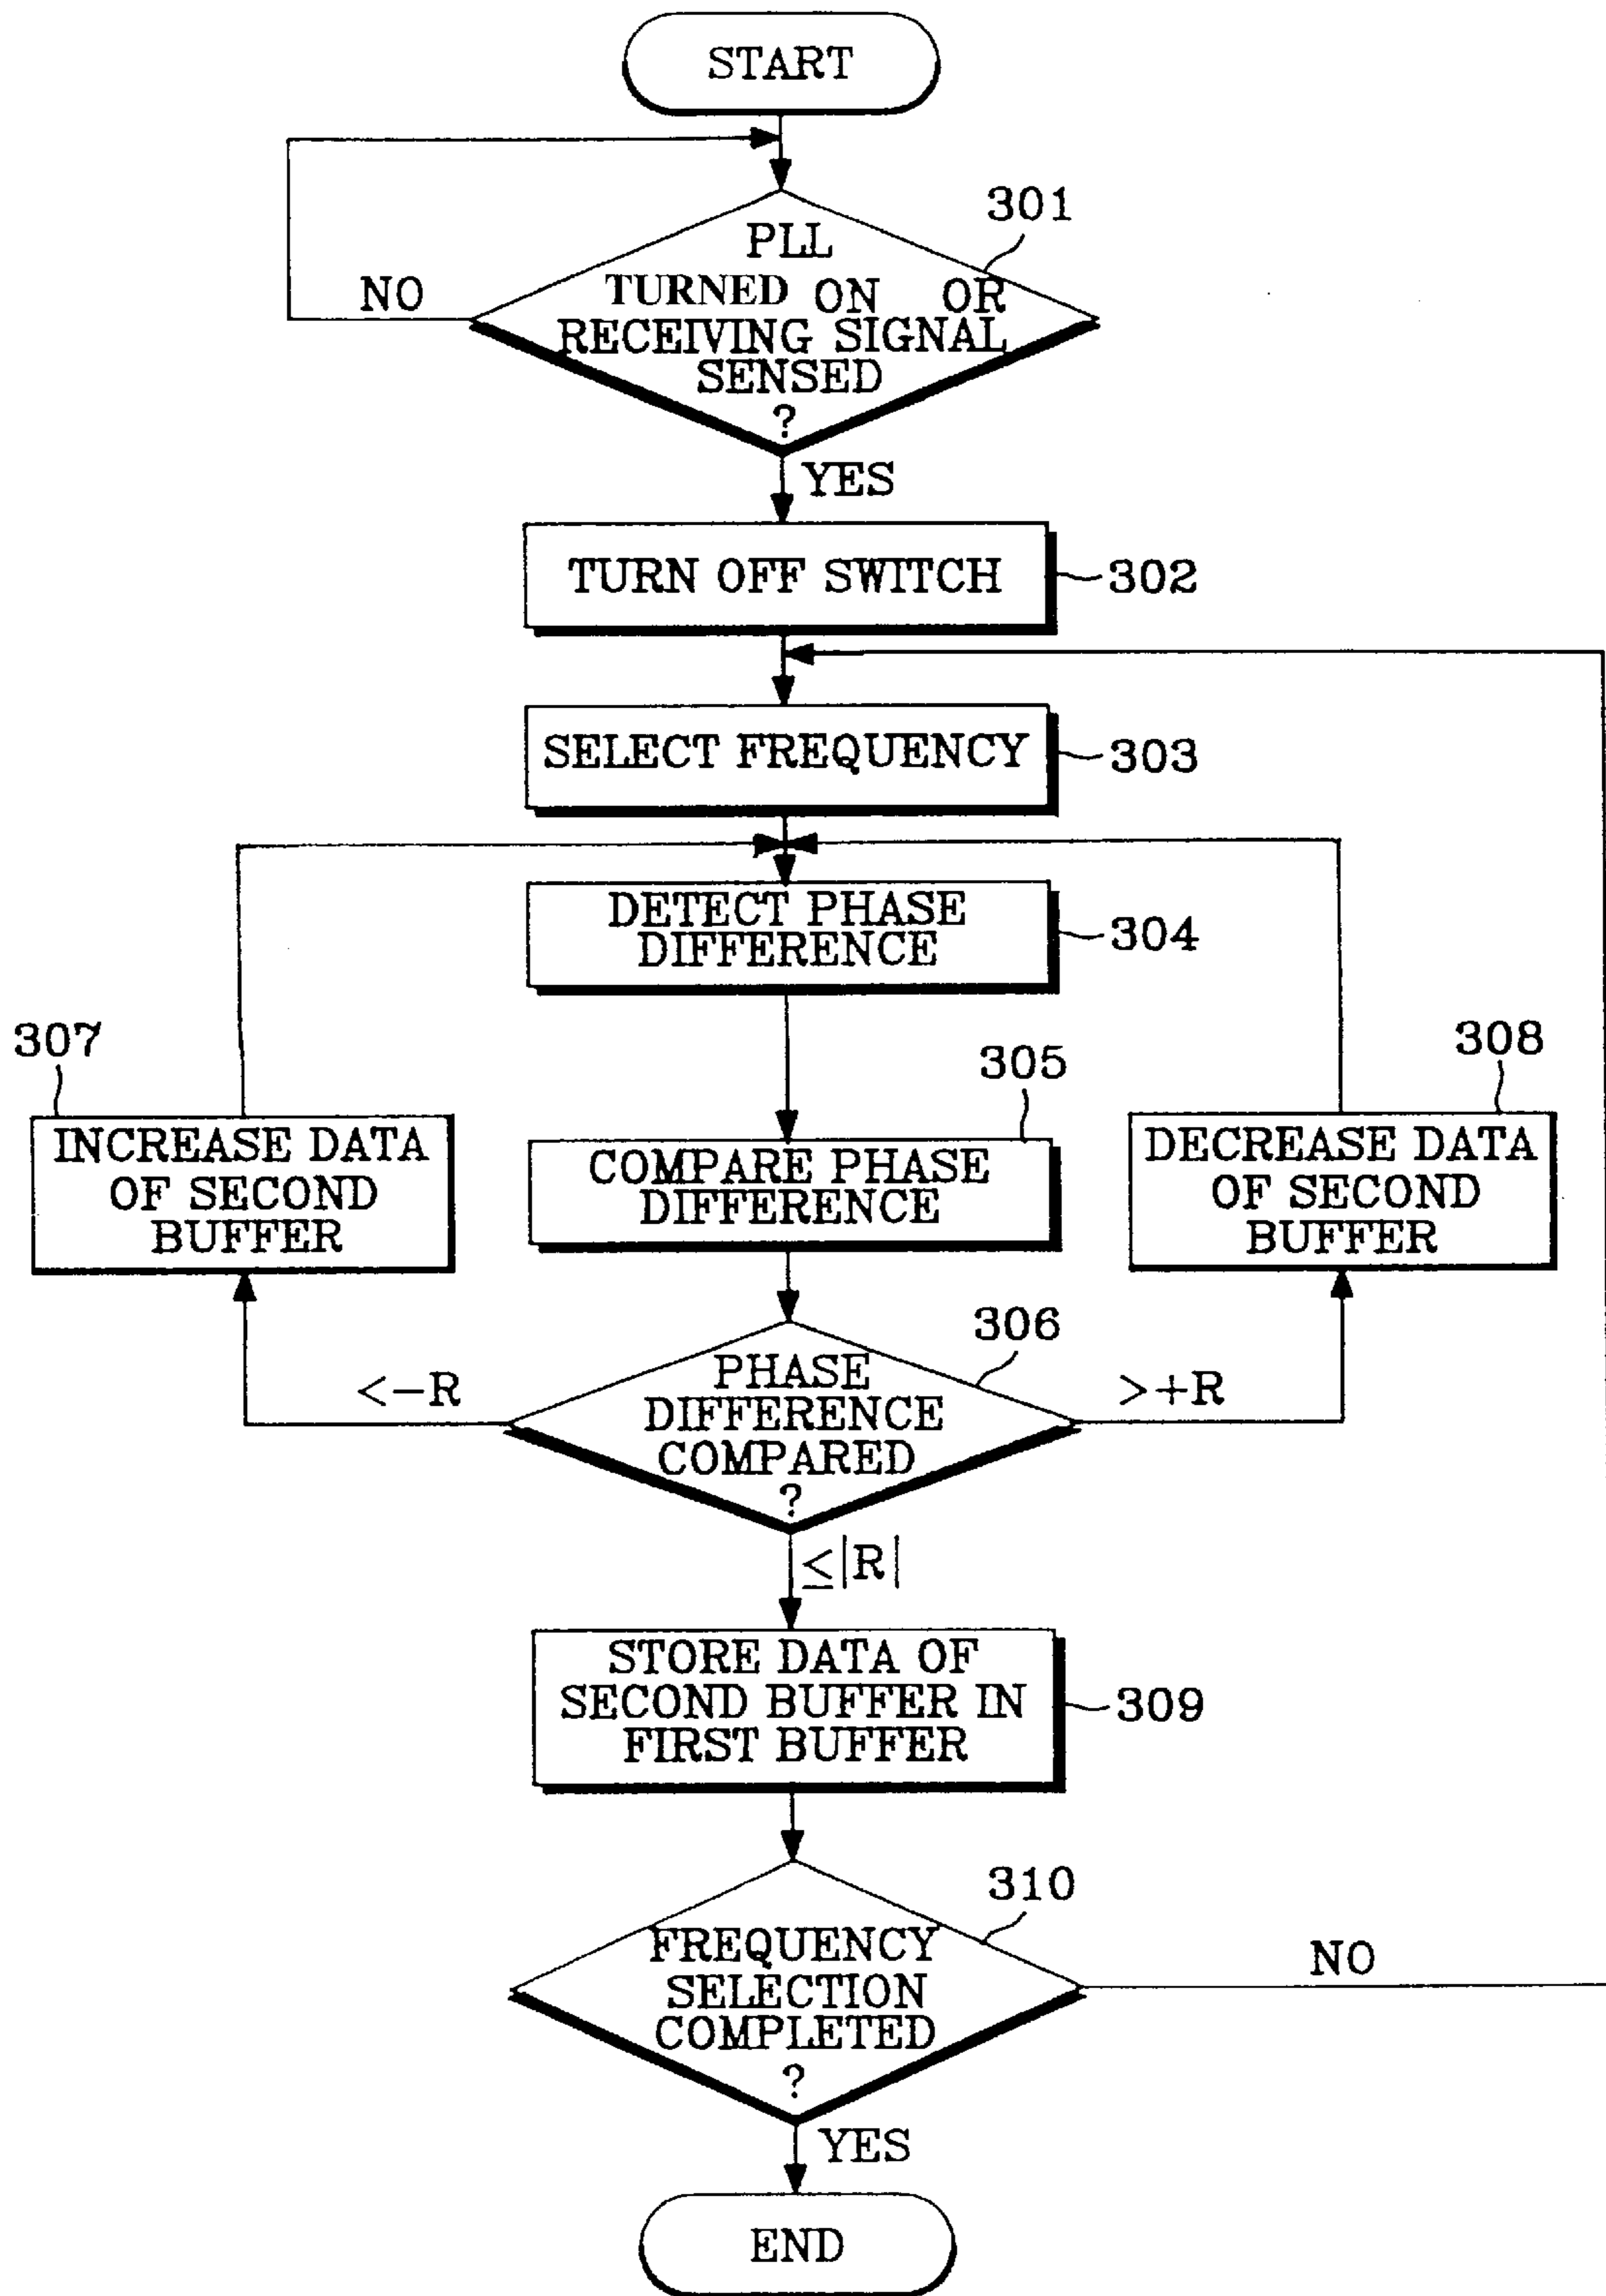 START
301
PLL
TURNED ON OR
RECEIVING SIGNAL
SENSED
?
NO
YES
TURN OFF SWITCH
302
SELECT FREQUENCY
303
DETECT PHASE
DIFFERENCE
304
307
INCREASE DATA
OF SECOND
BUFFER
305
COMPARE PHASE
DIFFERENCE
308
DECREASE DATA
OF SECOND
BUFFER
306
<-R
PHASE
DIFFERENCE
COMPARED
?
>+R
≤|R|
STORE DATA OF
SECOND BUFFER IN
FIRST BUFFER
309
310
FREQUENCY
SELECTION
COMPLETED
?
NO
YES
END